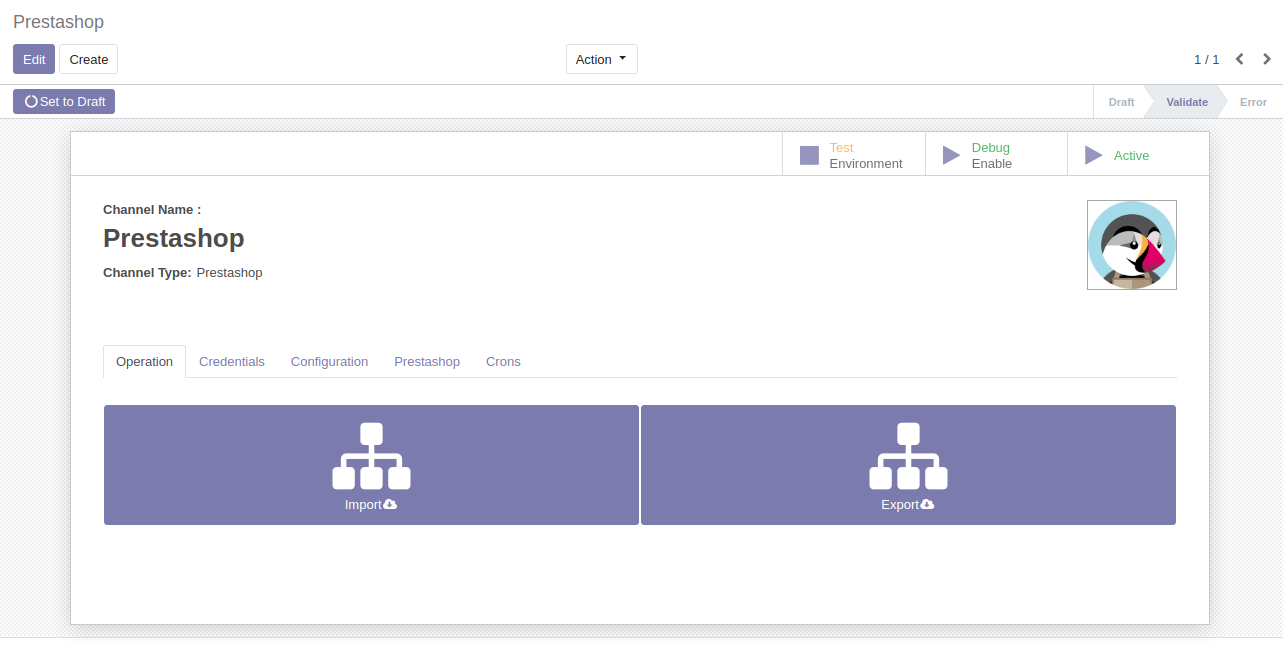 Prestashop
Edit Create Action 1 / 1
Set to Draft Draft Validate Error
Test Environment
Debug Enable
Active
Channel Name :
Prestashop
Channel Type: Prestashop
Operation Credentials Configuration Prestashop Crons
Import Export